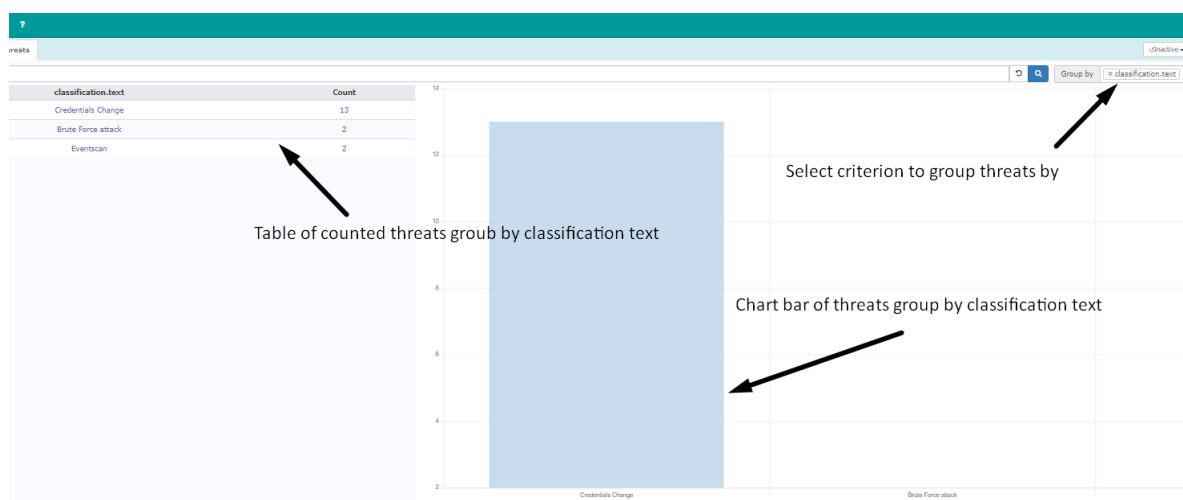 ?
reats
Inactive
Group by × classification.text
classification.text Count
Credentials Change 13
Brute Force attack 2
Eventscan 2
14
12
10
8
6
4
2
Select criterion to group threats by
Table of counted threats groub by classification text
Chart bar of threats group by classification text
Credentials Change Brute Force attack